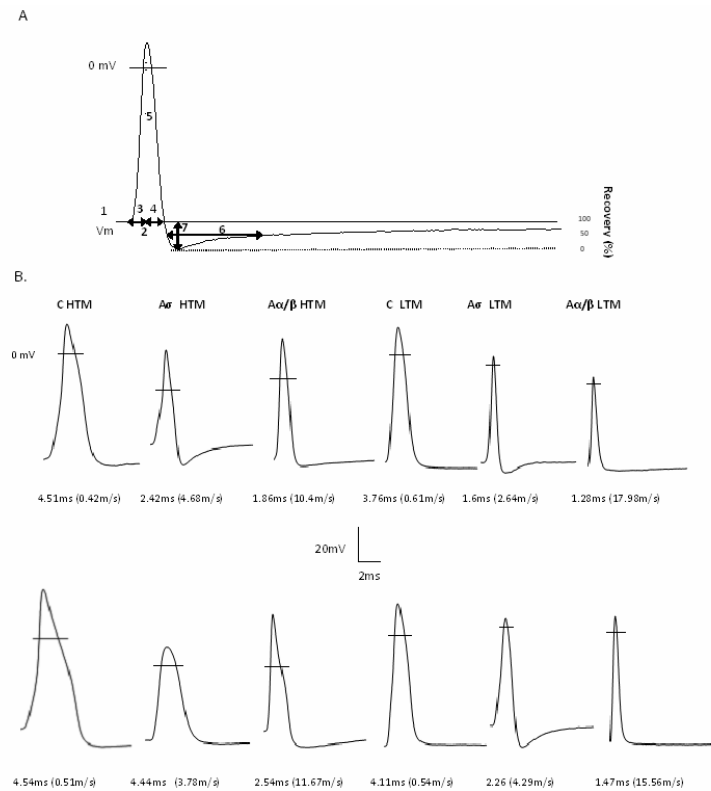 A
0 mV
5
3 4
1
Vm
2
7
6
100
50
0
Recovery (%)
B.
C HTM Aσ HTM Aα/β HTM C LTM Aσ LTM Aα/β LTM
0 mV
4.51ms (0.42m/s) 2.42ms (4.68m/s) 1.86ms (10.4m/s) 3.76ms (0.61m/s) 1.6ms (2.64m/s) 1.28ms (17.98m/s)
20mV
2ms
4.54ms (0.51m/s) 4.44ms (3.78m/s) 2.54ms (11.67m/s) 4.11ms (0.54m/s) 2.26 (4.29m/s) 1.47ms (15.56m/s)